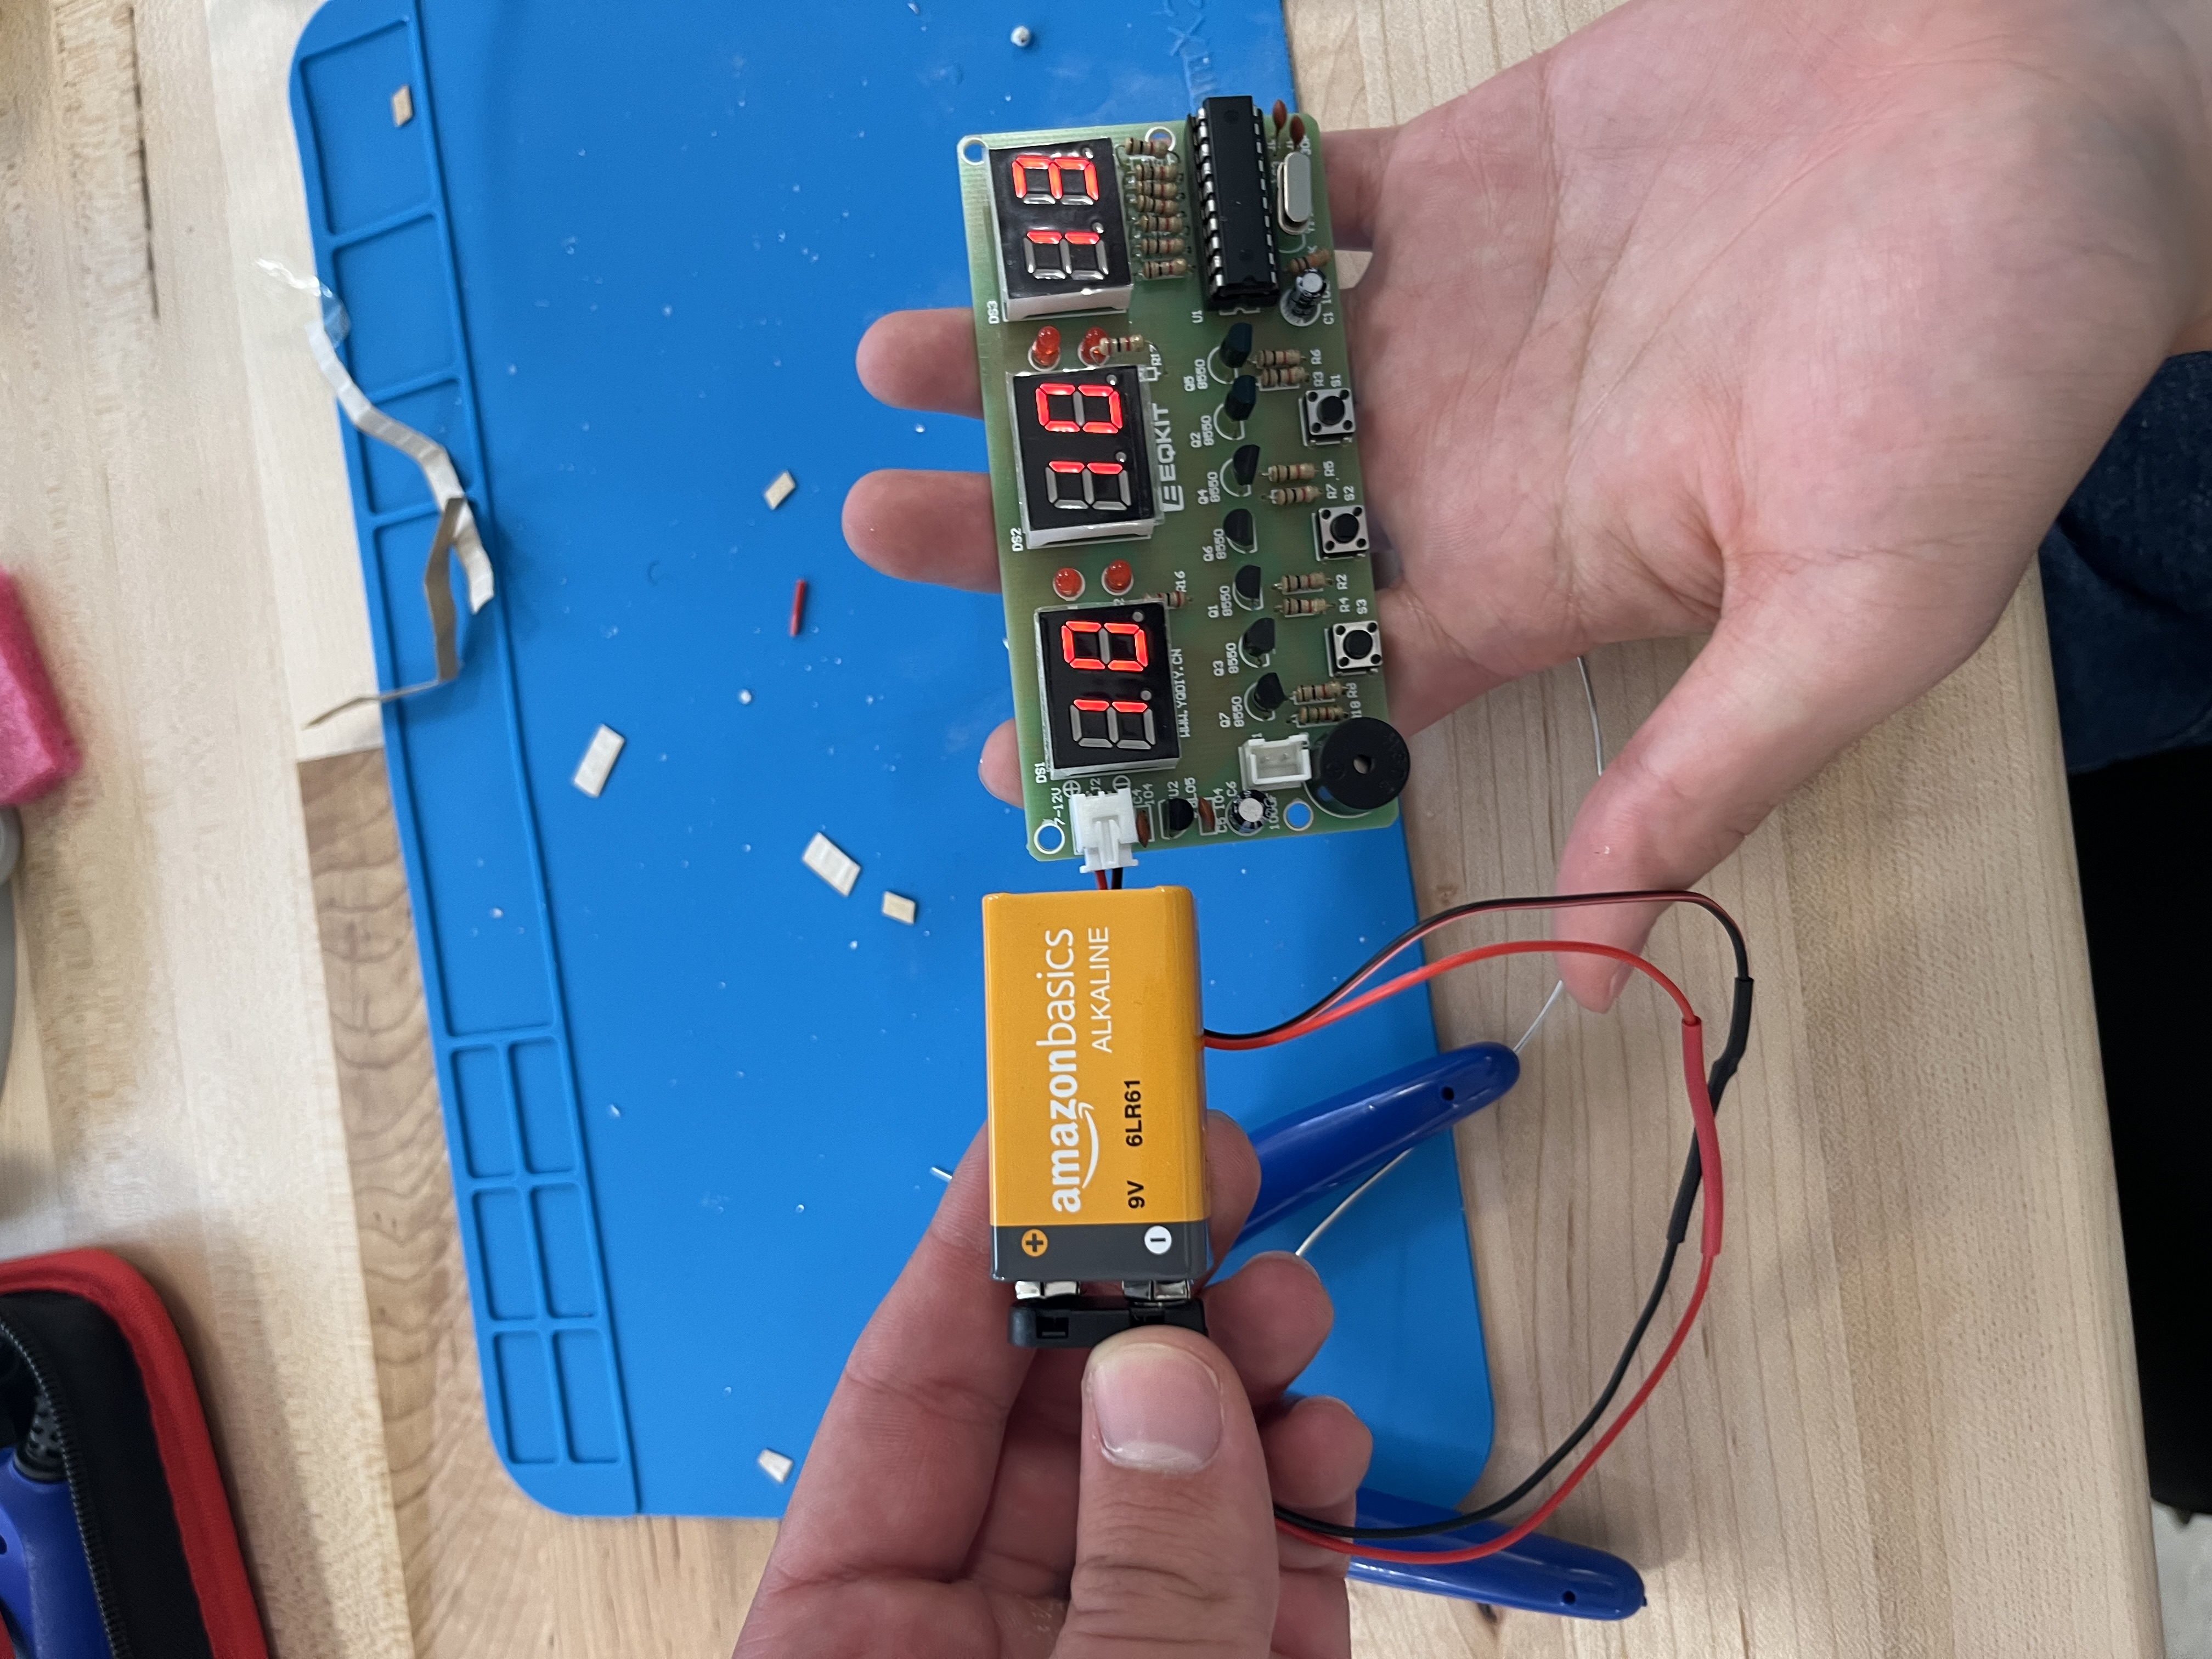 amazonbasics
ALKALINE
9V 6LR61
DS1
DS2
DS3
7-12V
J2
10
10
13
C4
104
U2
WWW.YQDIY.CN
R16
EQKIT
R17
U1
C5 104
C6
Q7
8550
Q3
8550
Q1
8550
Q6
8550
Q4
8550
Q2
8550
Q5
8550
R4 R2
R7 R5
R3 R6
S3
S2
S1
C1